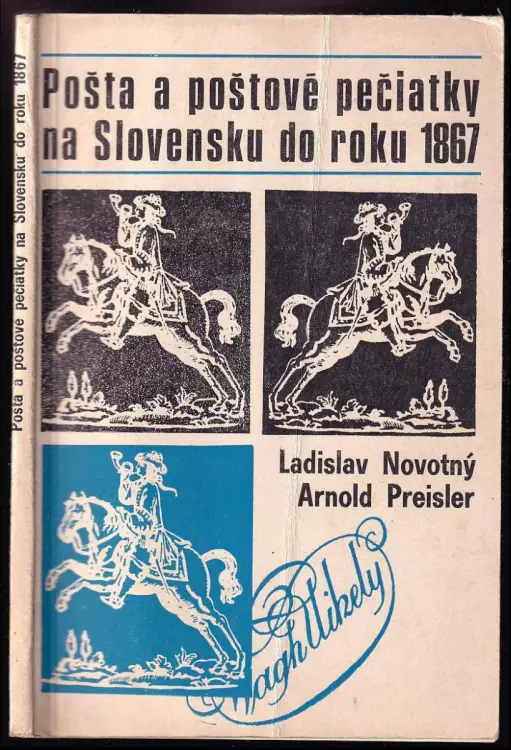 Pošta a poštové pečiatky
na Slovensku do roku 1867
Pošta a poštové pečiatky na Slovensku do roku 1867
Ladislav Novotný
Arnold Preisler